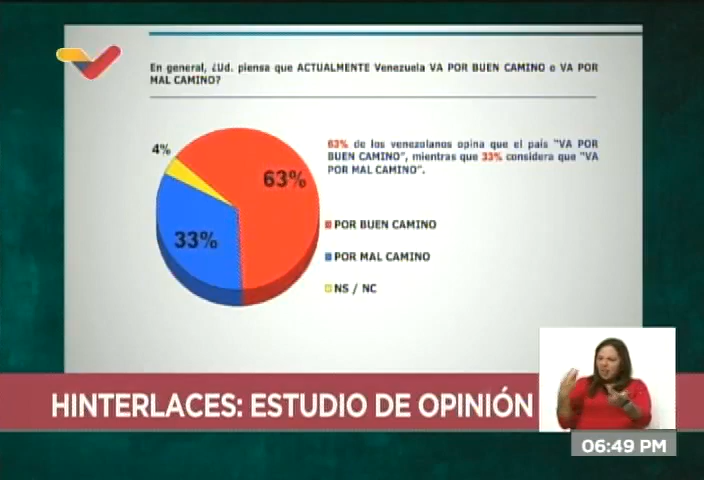 En general, ¿Ud. piensa que ACTUALMENTE Venezuela VA POR BUEN CAMINO o VA POR
MAL CAMINO?
4%
63%
33%
63% de los venezolanos opina que el país "VA POR
BUEN CAMINO", mientras que 33% considera que "VA
POR MAL CAMINO".
POR BUEN CAMINO
POR MAL CAMINO
NS / NC
HINTERLACES: ESTUDIO DE OPINIÓN
06:49 PM